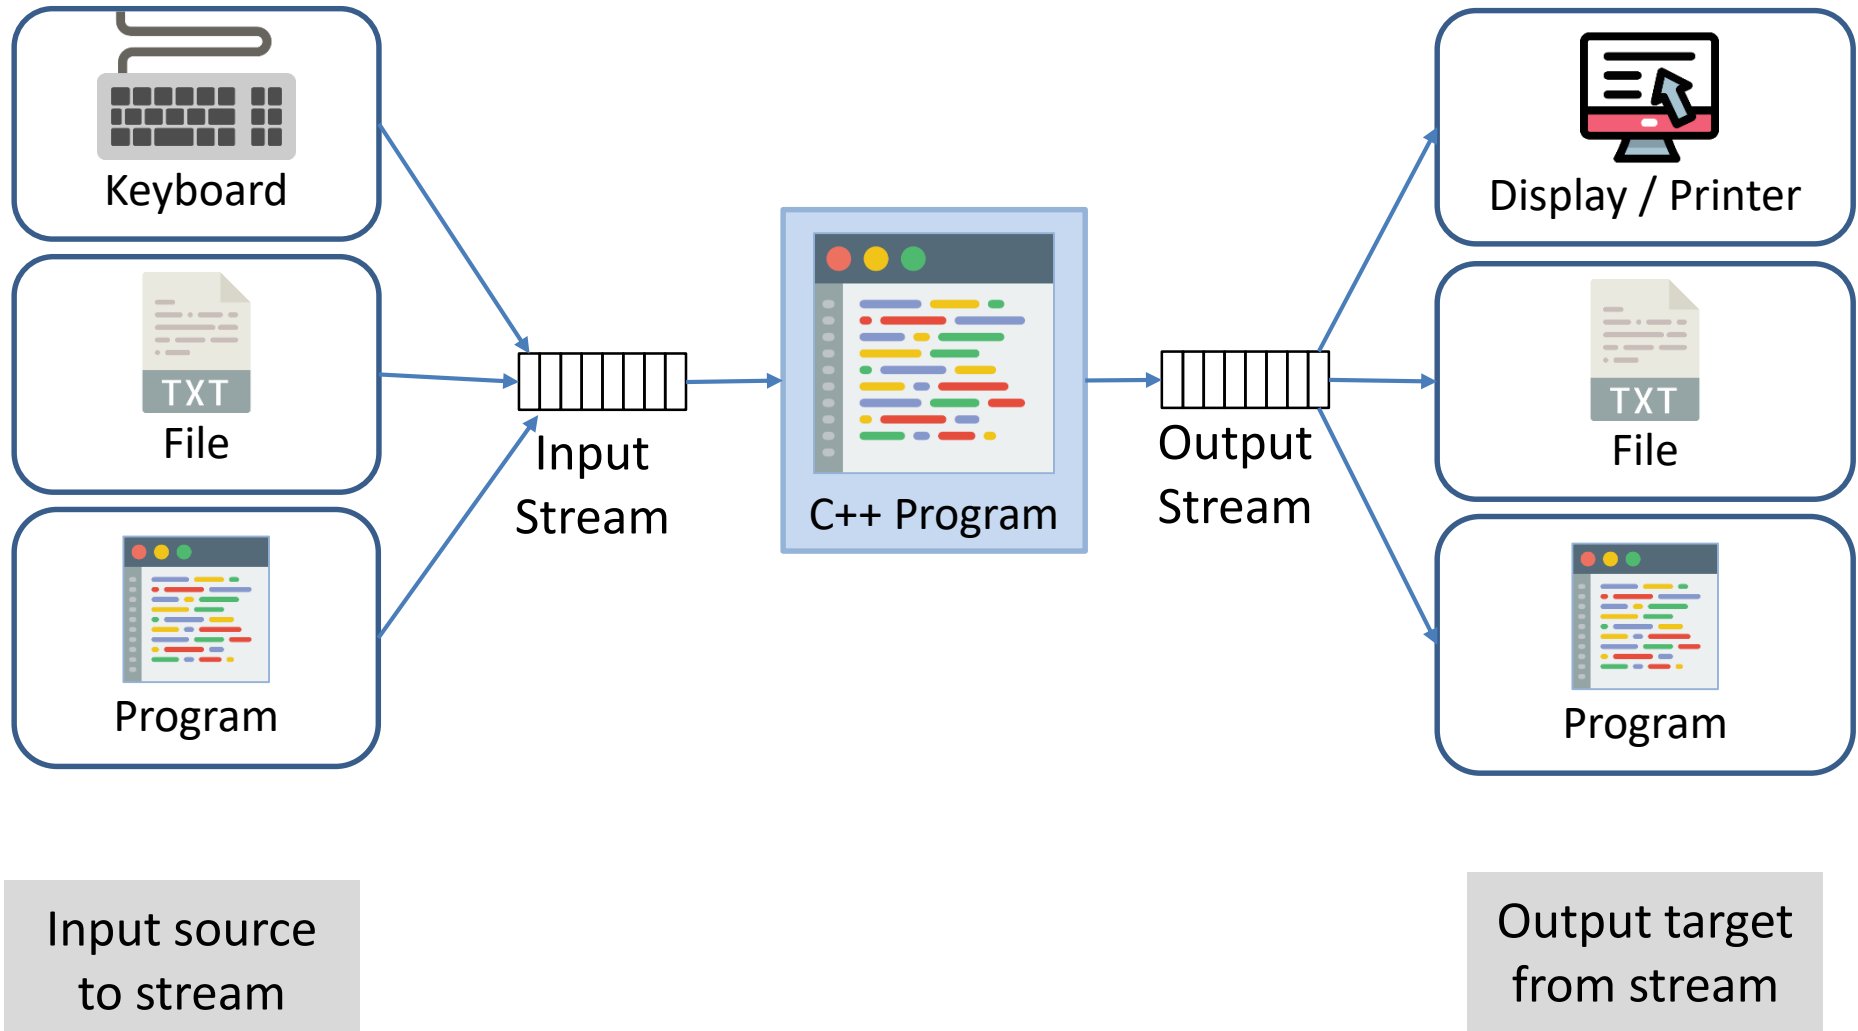 Keyboard
TXT
File
Program
Input
Stream
C++ Program
Output
Stream
Display / Printer
TXT
File
Program
Input source
to stream
Output target
from stream